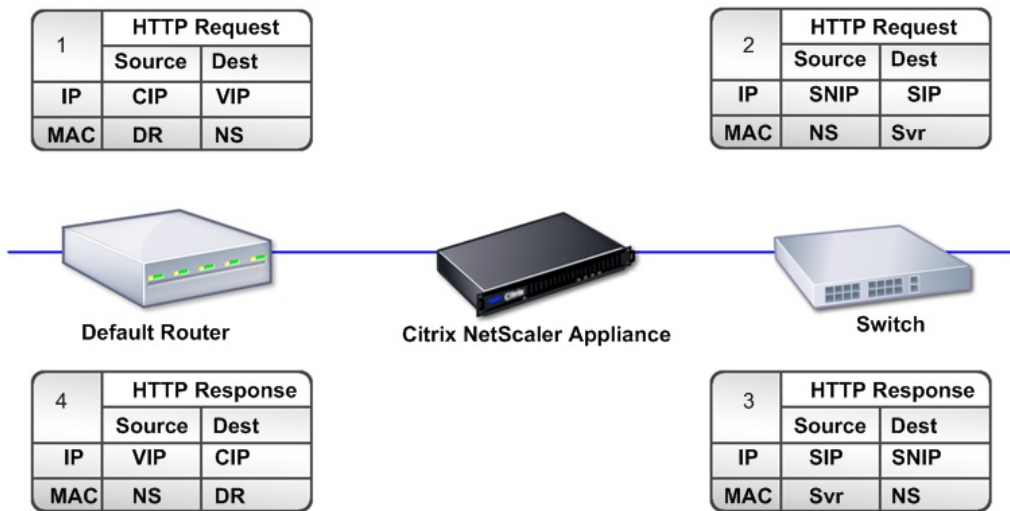 1 HTTP Request
Source Dest
IP CIP VIP
MAC DR NS
2 HTTP Request
Source Dest
IP SNIP SIP
MAC NS Svr
Default Router
Citrix NetScaler Appliance
Switch
4 HTTP Response
Source Dest
IP VIP CIP
MAC NS DR
3 HTTP Response
Source Dest
IP SIP SNIP
MAC Svr NS